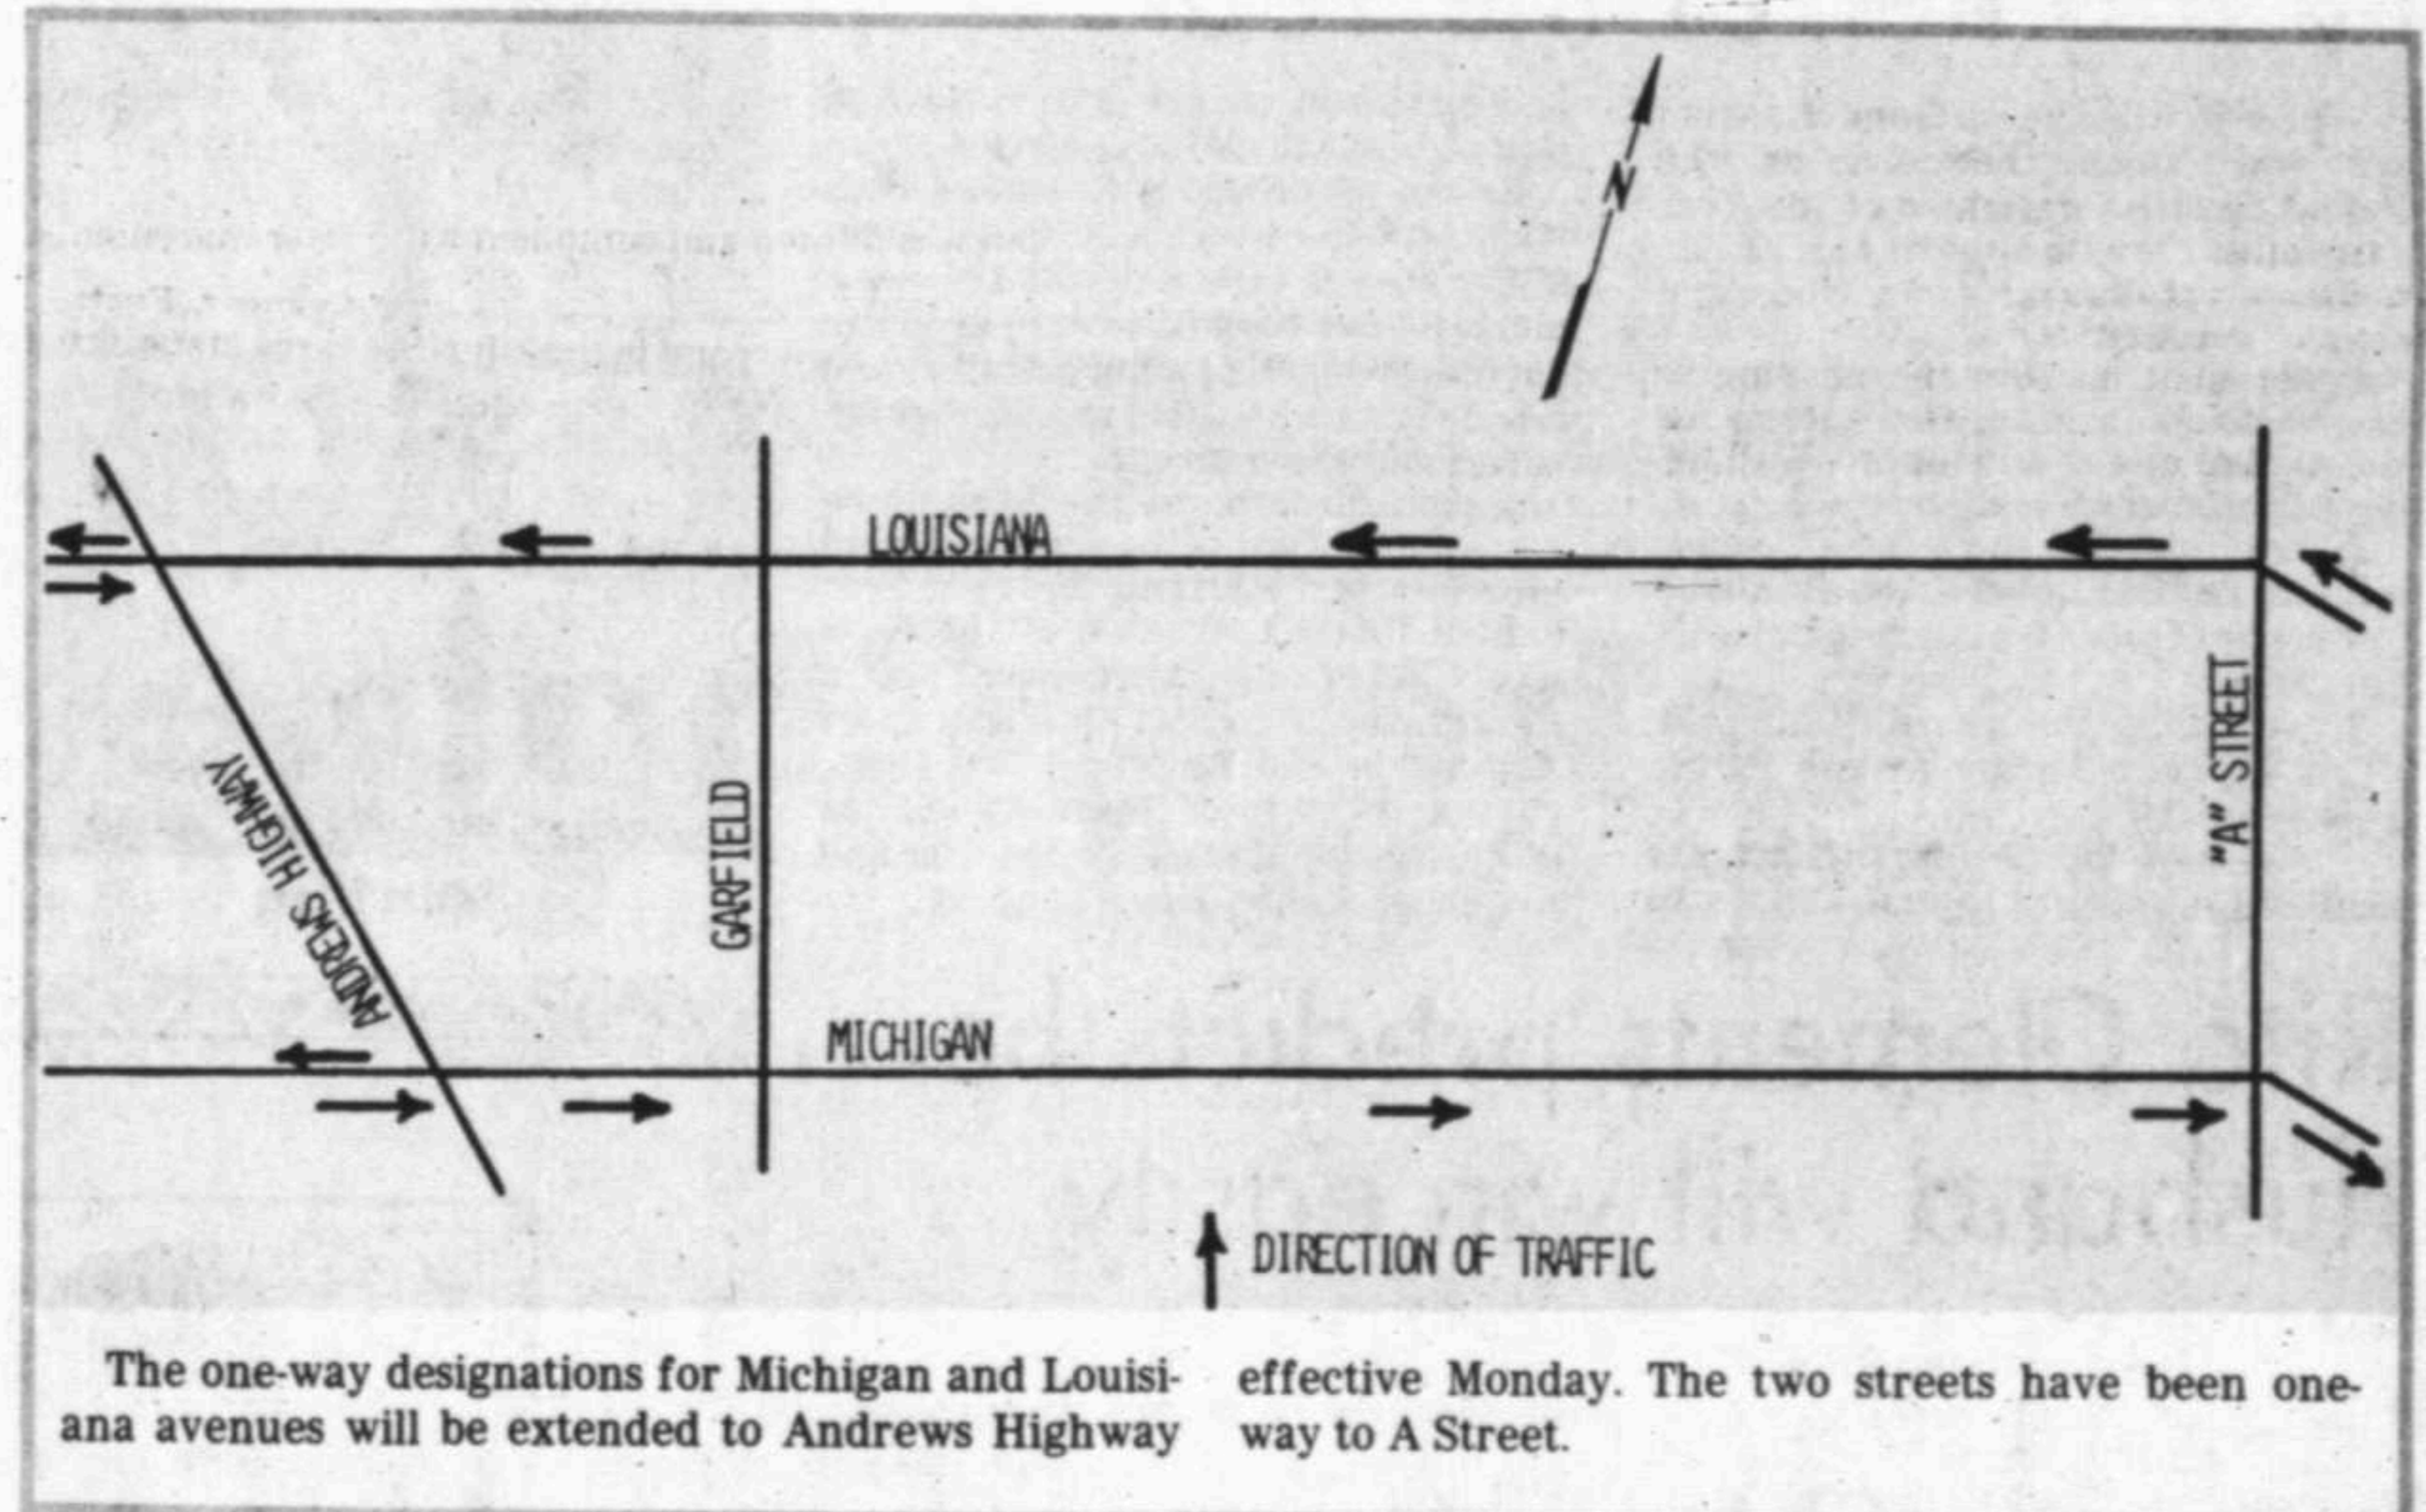 N
LOUISIANA
"A" STREET
ANDREWS HIGHWAY
GARFIELD
MICHIGAN
DIRECTION OF TRAFFIC
The one-way designations for Michigan and Louisi-
ana avenues will be extended to Andrews Highway
effective Monday. The two streets have been one-
way to A Street.